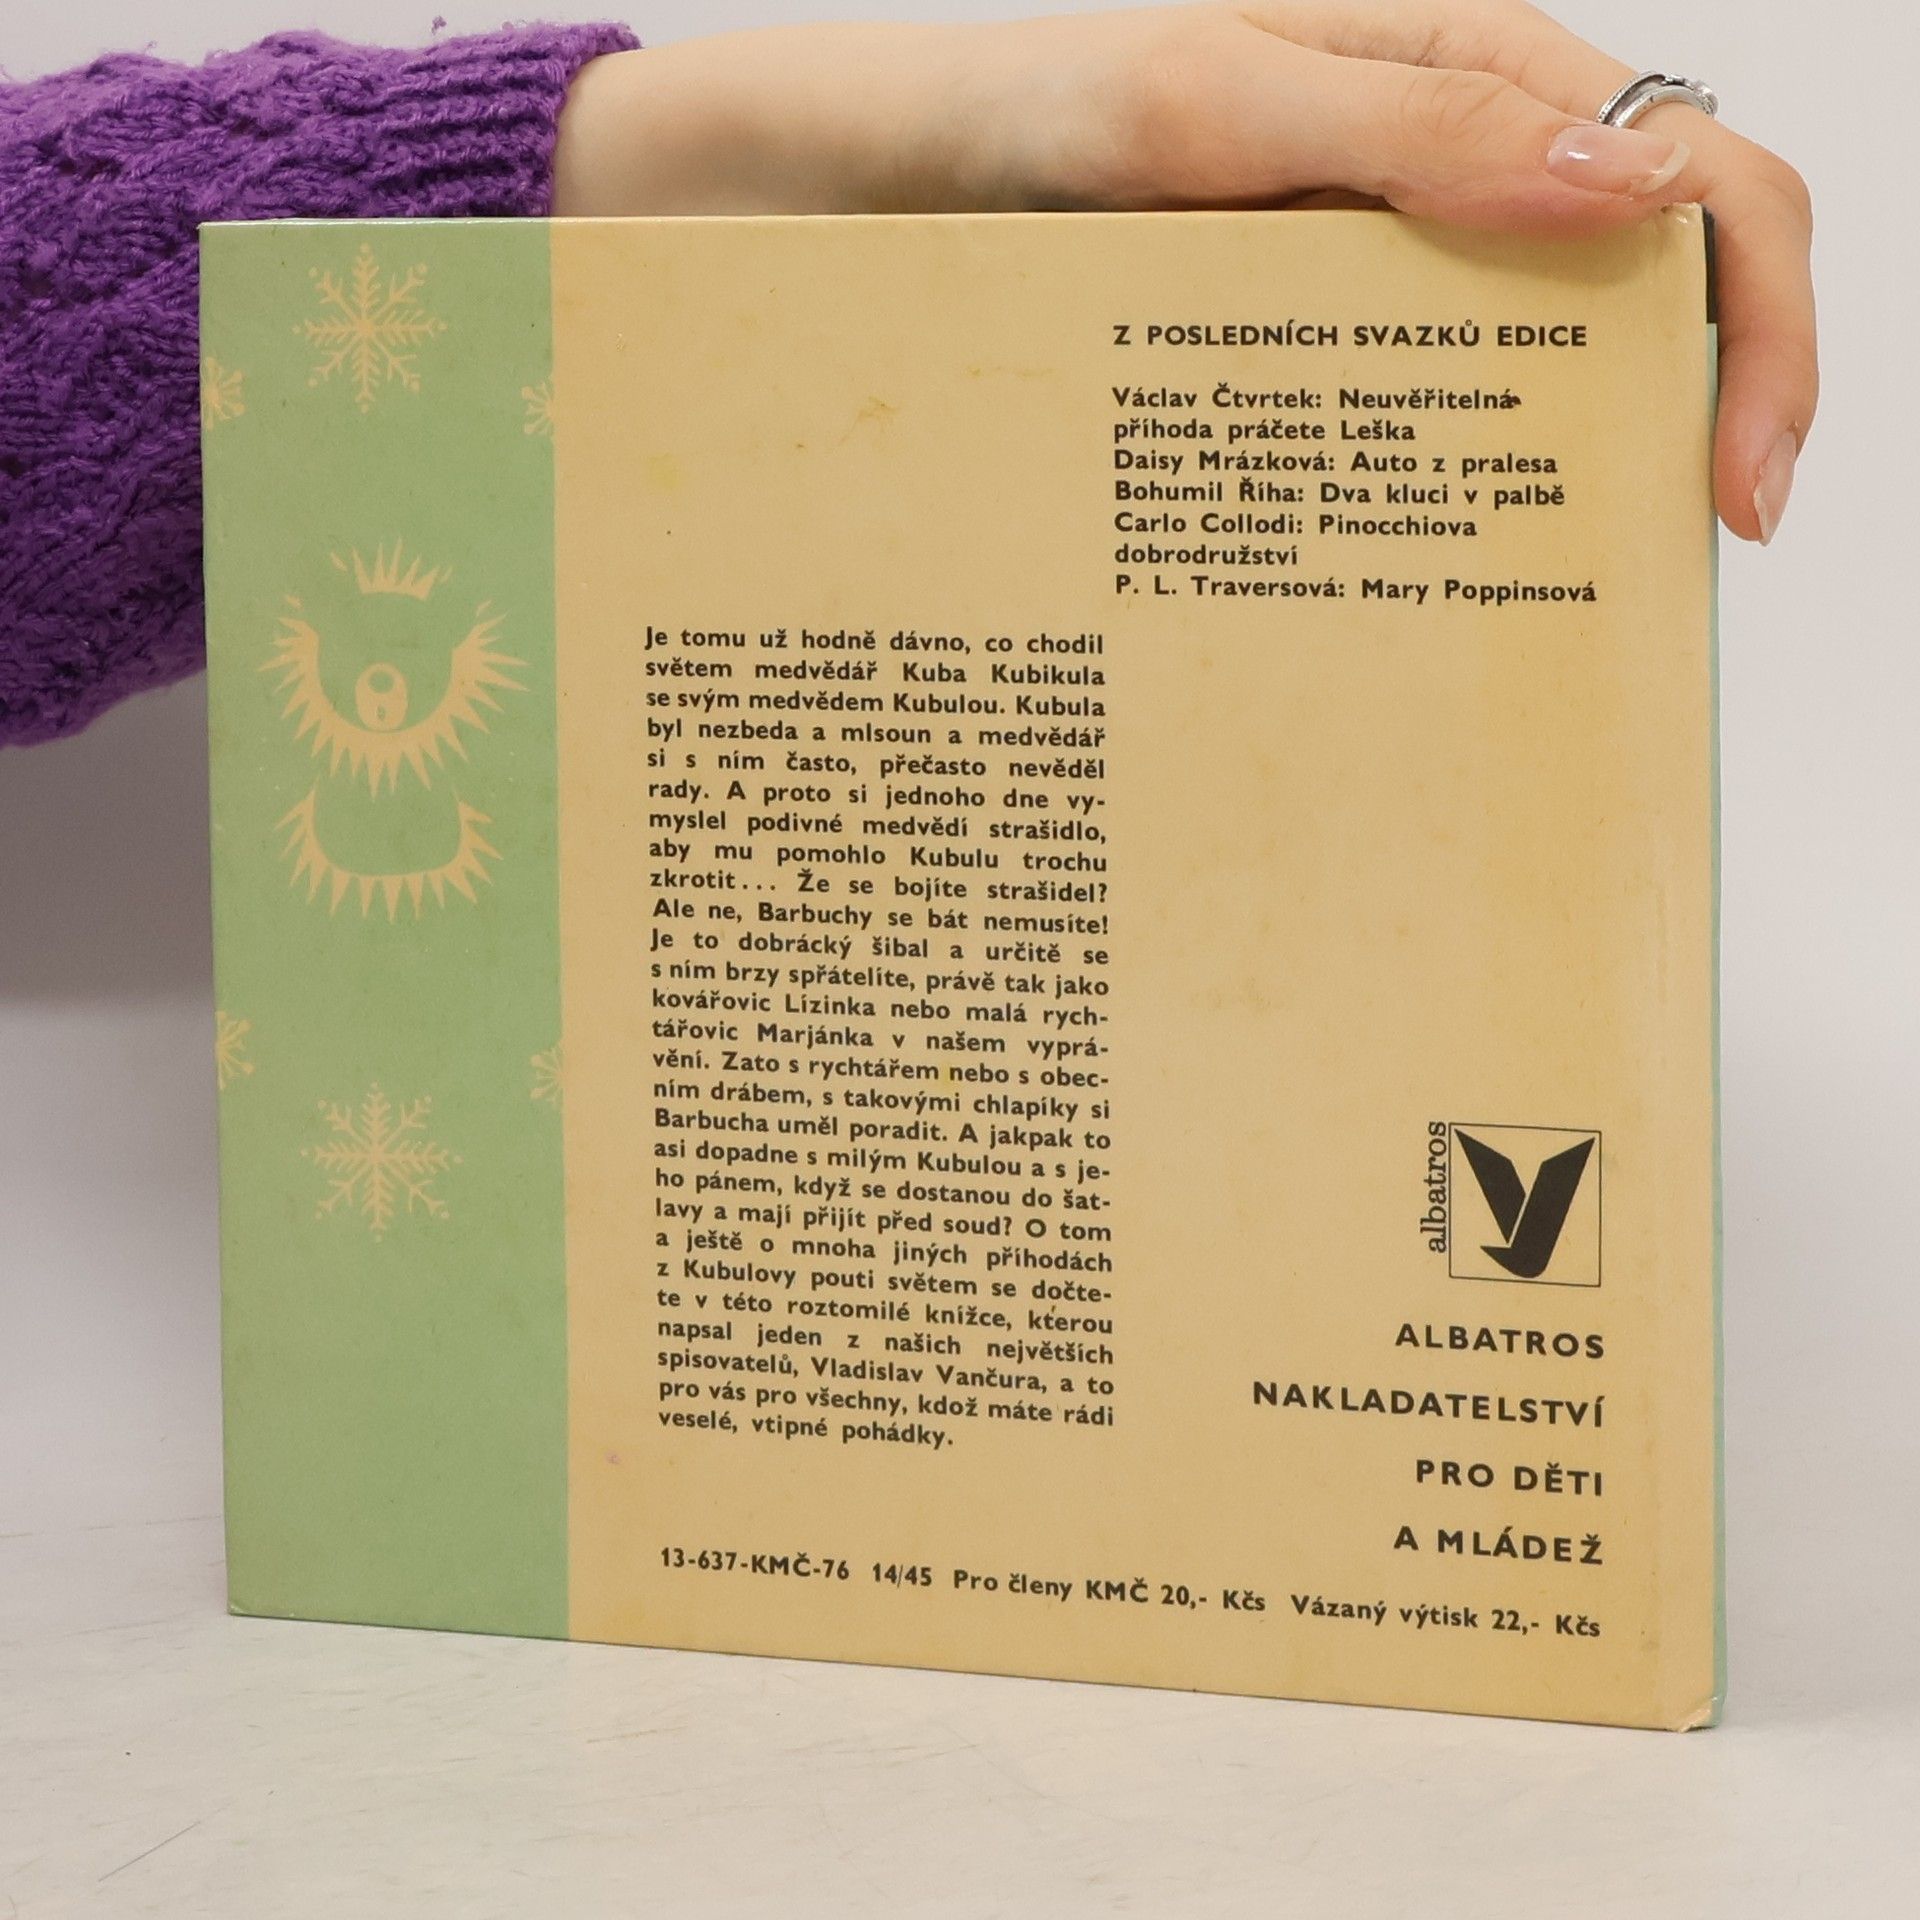 Z POSLEDNÍCH SVAZKŮ EDICE
Václav Čtvrtek: Neuvěřitelná
příhoda práčete Leška
Daisy Mrázková: Auto z pralesa
Bohumil Říha: Dva kluci v palbě
Carlo Collodi: Pinocchiova
dobrodružství
P. L. Traversová: Mary Poppinsová
Je tomu už hodně dávno, co chodil
světem medvědář Kuba Kubikula
se svým medvědem Kubulou. Kubula
byl nezbeda a mlsoun a medvědář
si s ním často, přečasto nevěděl
rady. A proto si jednoho dne vy-
myslel podivné medvědí strašidlo,
aby mu pomohlo Kubulu trochu
zkrotit... Že se bojíte strašidel?
Ale ne, Barbuchy se bát nemusíte!
Je to dobrácký šibal a určitě se
s ním brzy spřátelíte, právě tak jako
kovářovic Lízinka nebo malá rych-
tářovic Marjánka v našem vyprá-
vění. Zato s rychtářem nebo s obec-
ním drábem, s takovými chlapíky si
Barbucha uměl poradit. A jakpak to
asi dopadne s milým Kubulou a s je-
ho pánem, když se dostanou do šat-
lavy a mají přijít před soud? O tom
a ještě o mnoha jiných příhodách
z Kubulovy pouti světem se dočte-
te v této roztomilé knížce, kterou
napsal jeden z našich největších
spisovatelů, Vladislav Vančura, a to
pro vás pro všechny, kdož máte rádi
veselé, vtipné pohádky.
albatros
ALBATROS
NAKLADATELSTVÍ
PRO DĚTI
A MLÁDEŽ
13-637-KMČ-76 14/45 Pro členy KMČ 20,- Kčs Vázaný výtisk 22,- Kčs